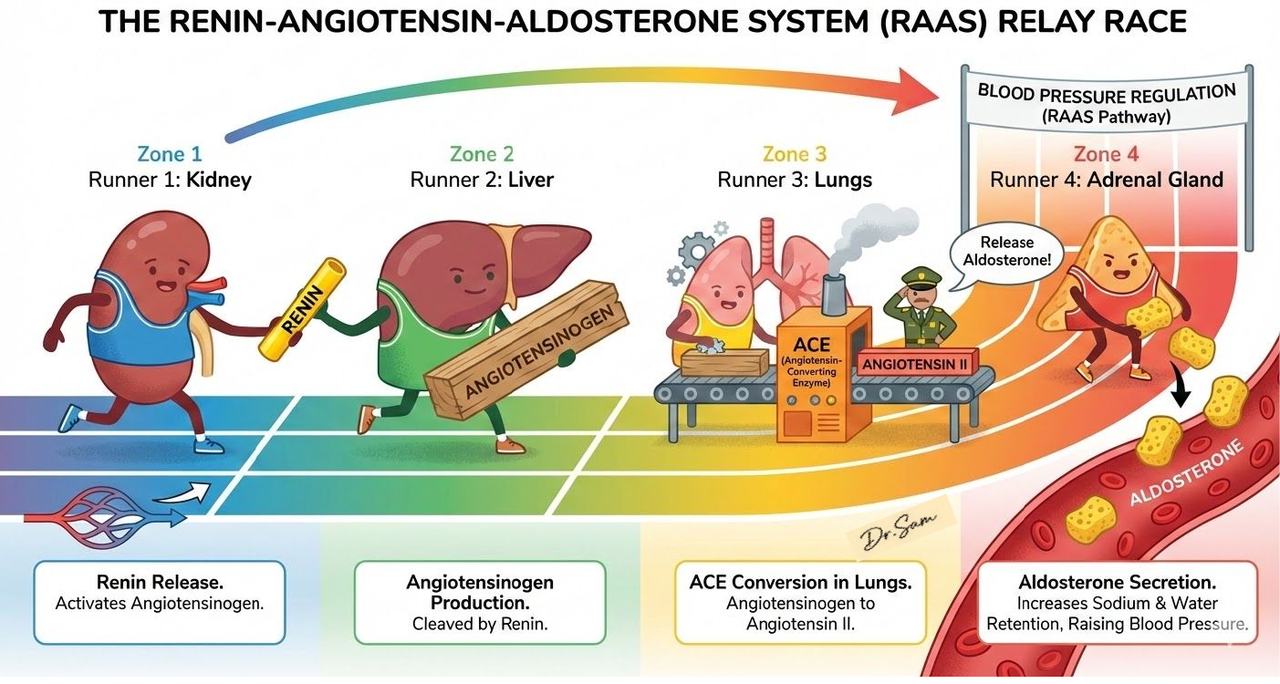 THE RENIN-ANGIOTENSIN-ALDOSTERONE SYSTEM (RAAS) RELAY RACE
BLOOD PRESSURE REGULATION
(RAAS Pathway)
Zone 1
Runner 1: Kidney
Zone 2
Runner 2: Liver
Zone 3
Runner 3: Lungs
Zone 4
Runner 4: Adrenal Gland
RENIN
ANGIOTENSINOGEN
ACE
(Angiotensin-
Converting
Enzyme)
ANGIOTENSIN II
Release
Aldosterone!
ALDOSTERONE
Dr.Sam
Renin Release.
Activates Angiotensinogen.
Angiotensinogen
Production.
Cleaved by Renin.
ACE Conversion in Lungs.
Angiotensinogen to
Angiotensin II.
Aldosterone Secretion.
Increases Sodium & Water
Retention, Raising Blood Pressure.